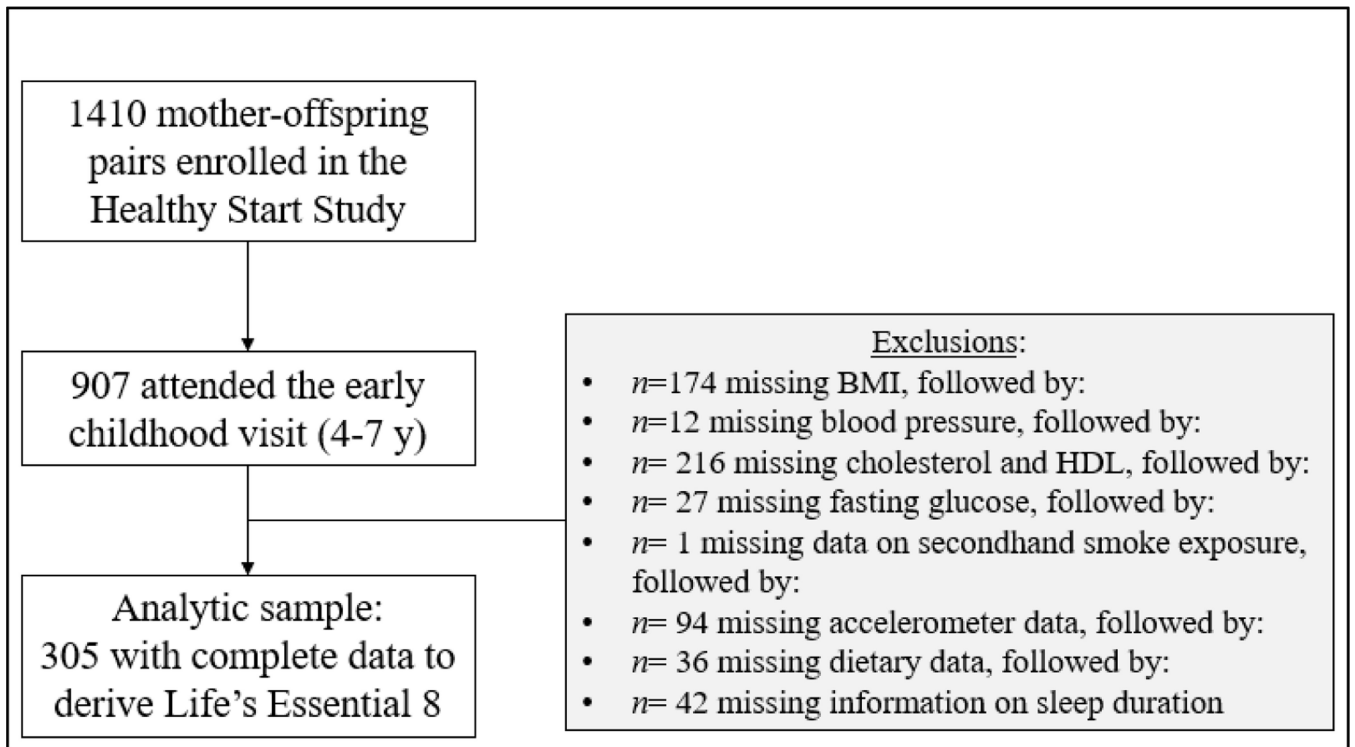 1410 mother-offspring
pairs enrolled in the
Healthy Start Study
907 attended the early
childhood visit (4-7 y)
Exclusions:
• n=174 missing BMI, followed by:
• n=12 missing blood pressure, followed by:
• n= 216 missing cholesterol and HDL, followed by:
• n= 27 missing fasting glucose, followed by:
• n= 1 missing data on secondhand smoke exposure,
followed by:
• n= 94 missing accelerometer data, followed by:
• n= 36 missing dietary data, followed by:
• n= 42 missing information on sleep duration
Analytic sample:
305 with complete data to
derive Life’s Essential 8